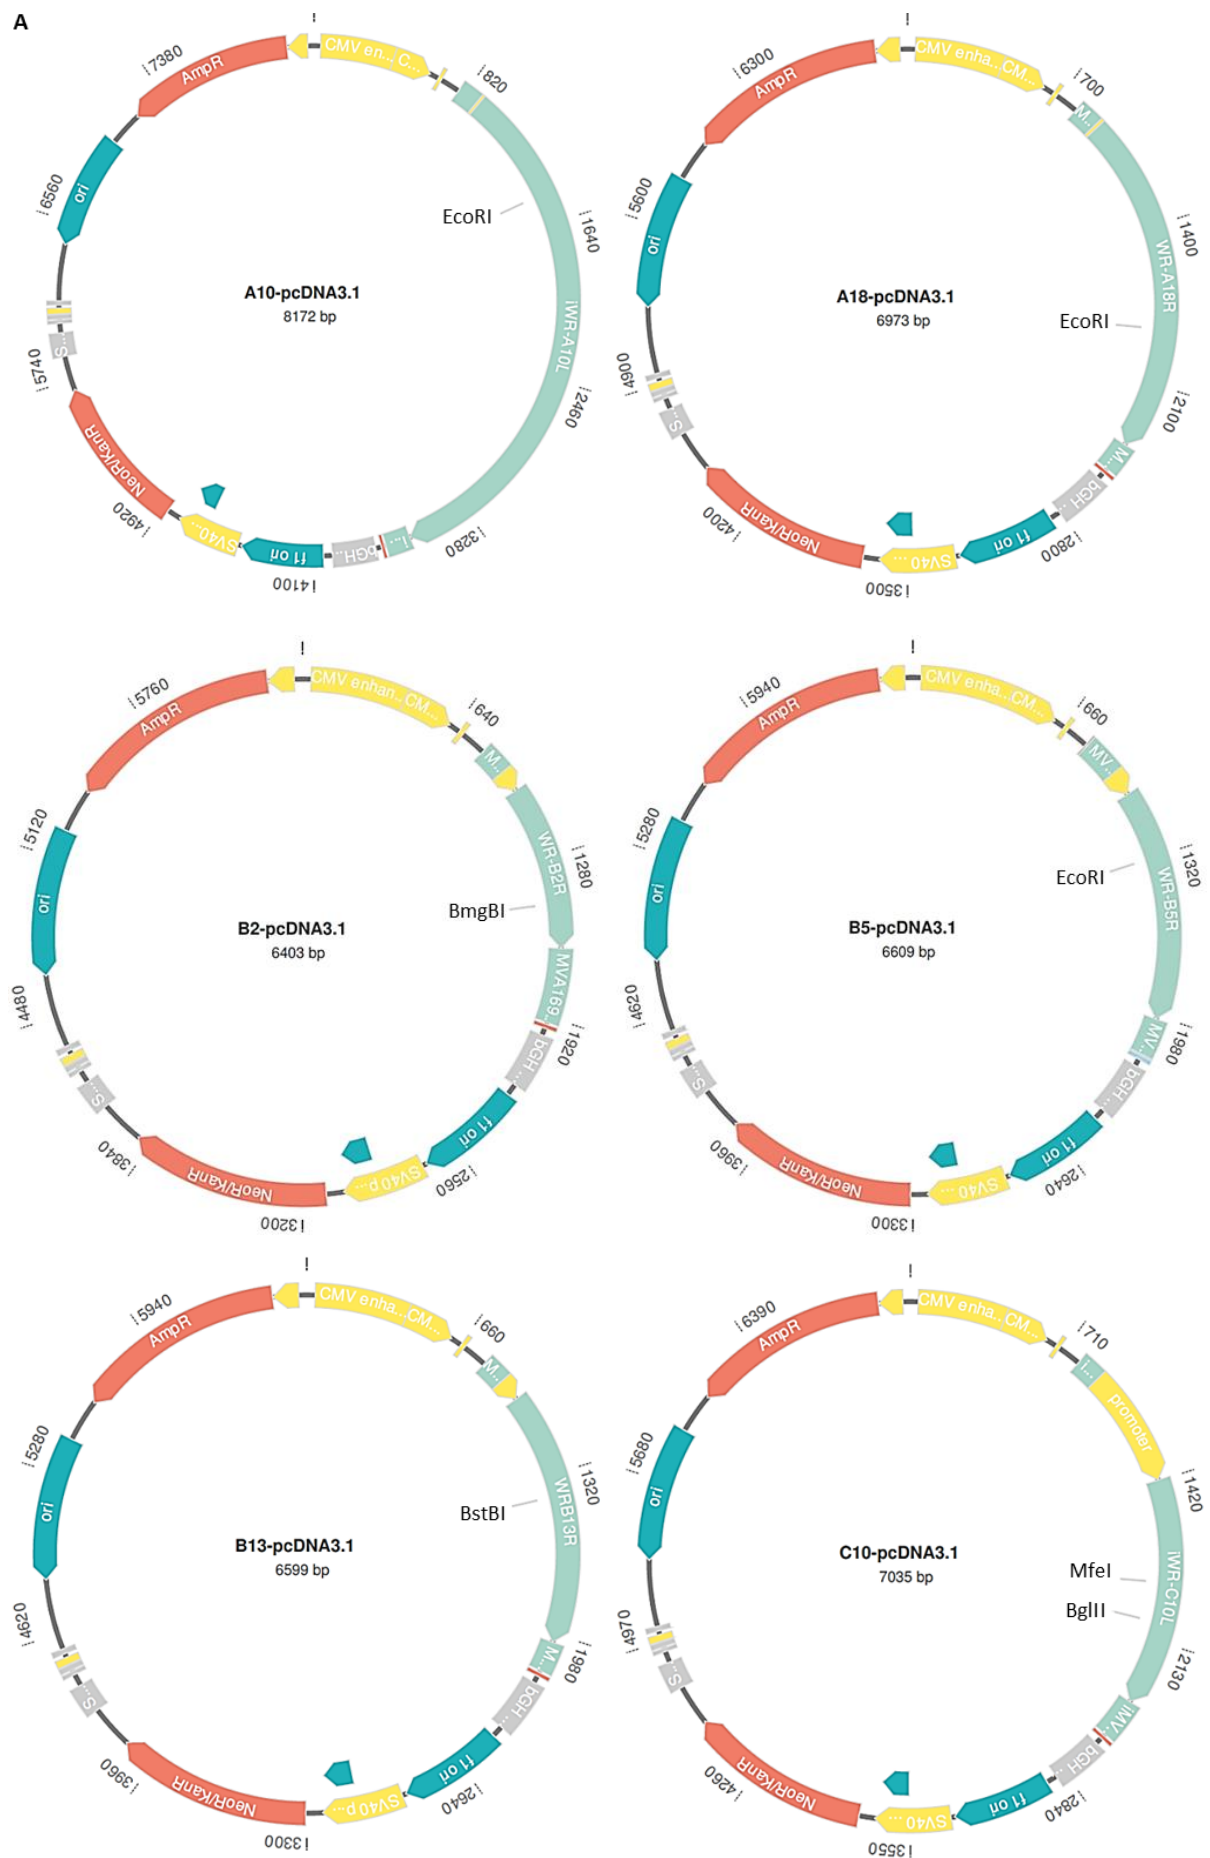 A
CMV en... C...
820
iWR-A10L
1640
EcoRI
2460
3280
i...
bGH ..
4100
f1 ori
SV40 ...
4920
NeoR/KanR
5740
S...
6560
ori
7380
AmpR
A10-pcDNA3.1
8172 bp
CMV enha...CM...
700
M..
WR-A18R
1400
EcoRI
2100
M...
bGH ..
2800
f1 ori
SV40 ...
3500
NeoR/KanR
4200
S...
4900
ori
5600
AmpR
6300
A18-pcDNA3.1
6973 bp
CMV enhan.. CM...
640
M..
WR-B2R
1280
BmgBI
MVA169..
1920
bGH ..
f1 ori
2560
SV40 p...
3200
NeoR/KanR
3840
S...
4480
ori
5120
AmpR
5760
B2-pcDNA3.1
6403 bp
CMV enha...CM...
660
MV..
WR-B5R
1320
EcoRI
MV...
1980
bGH ..
f1 ori
2640
SV40 ...
3300
NeoR/KanR
3960
S...
4620
ori
5280
AmpR
5940
B5-pcDNA3.1
6609 bp
CMV enha...CM...
660
M..
WRB13R
1320
BstBI
M...
1980
bGH ..
f1 ori
2640
SV40 p...
3300
NeoR/KanR
3960
S...
4620
ori
5280
AmpR
5940
B13-pcDNA3.1
6599 bp
CMV enha...CM...
710
i...
promoter
1420
iWR-C10L
MfeI
BglII
2130
iMV...
bGH ..
2840
f1 ori
SV40 ...
3550
NeoR/KanR
4260
S...
4970
ori
5680
AmpR
6390
C10-pcDNA3.1
7035 bp